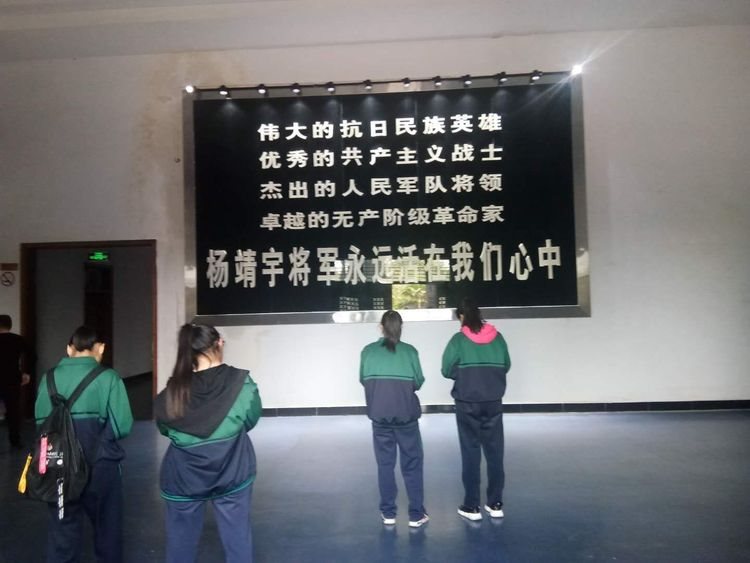 伟大的抗日民族英雄
优秀的共产主义战士
杰出的人民军队将领
卓越的无产阶级革命家
杨靖宇将军永远活在我们心中